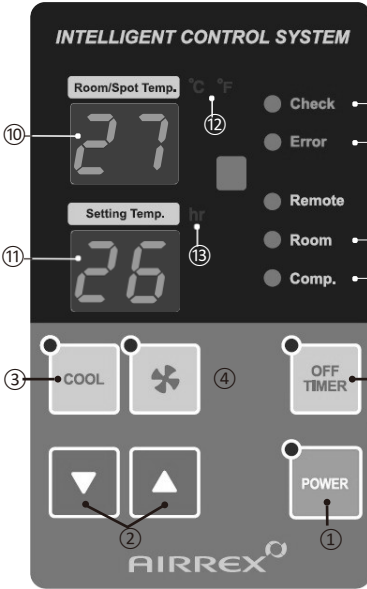 INTELLIGENT CONTROL SYSTEM
Room/Spot Temp. °C °F
⑫
Check
⑩ 27
Error
Remote
Setting Temp. hr
⑬
Room
⑪ 26
Comp.
③ COOL
④
OFF
TIMER
POWER
②
①
AIRREX